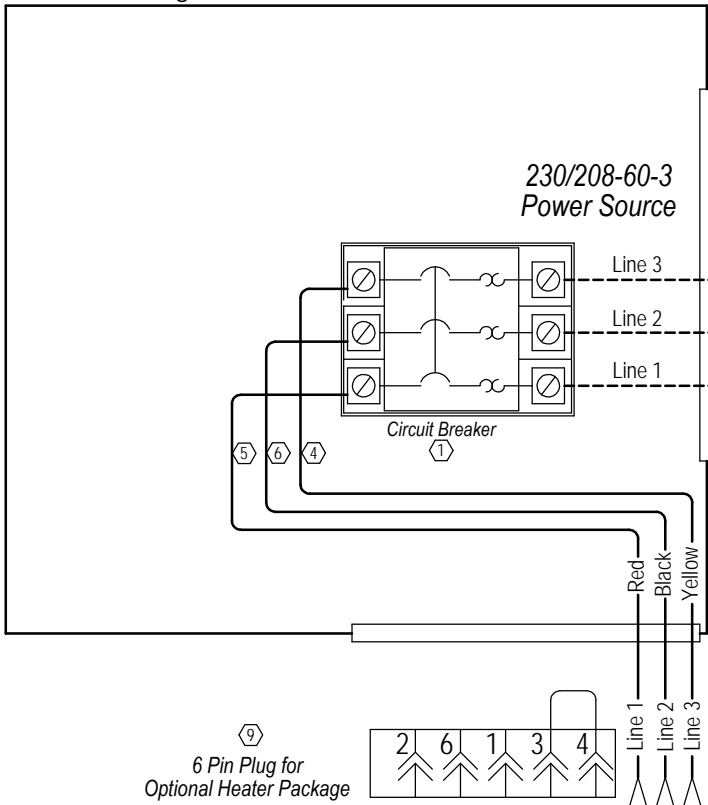 230/208-60-3
Power Source
Line 3
Line 2
Line 1
Circuit Breaker
1
5
6
4
Red
Black
Yellow
9
6 Pin Plug for
Optional Heater Package
2
6
1
3
4
Line 1
Line 2
Line 3